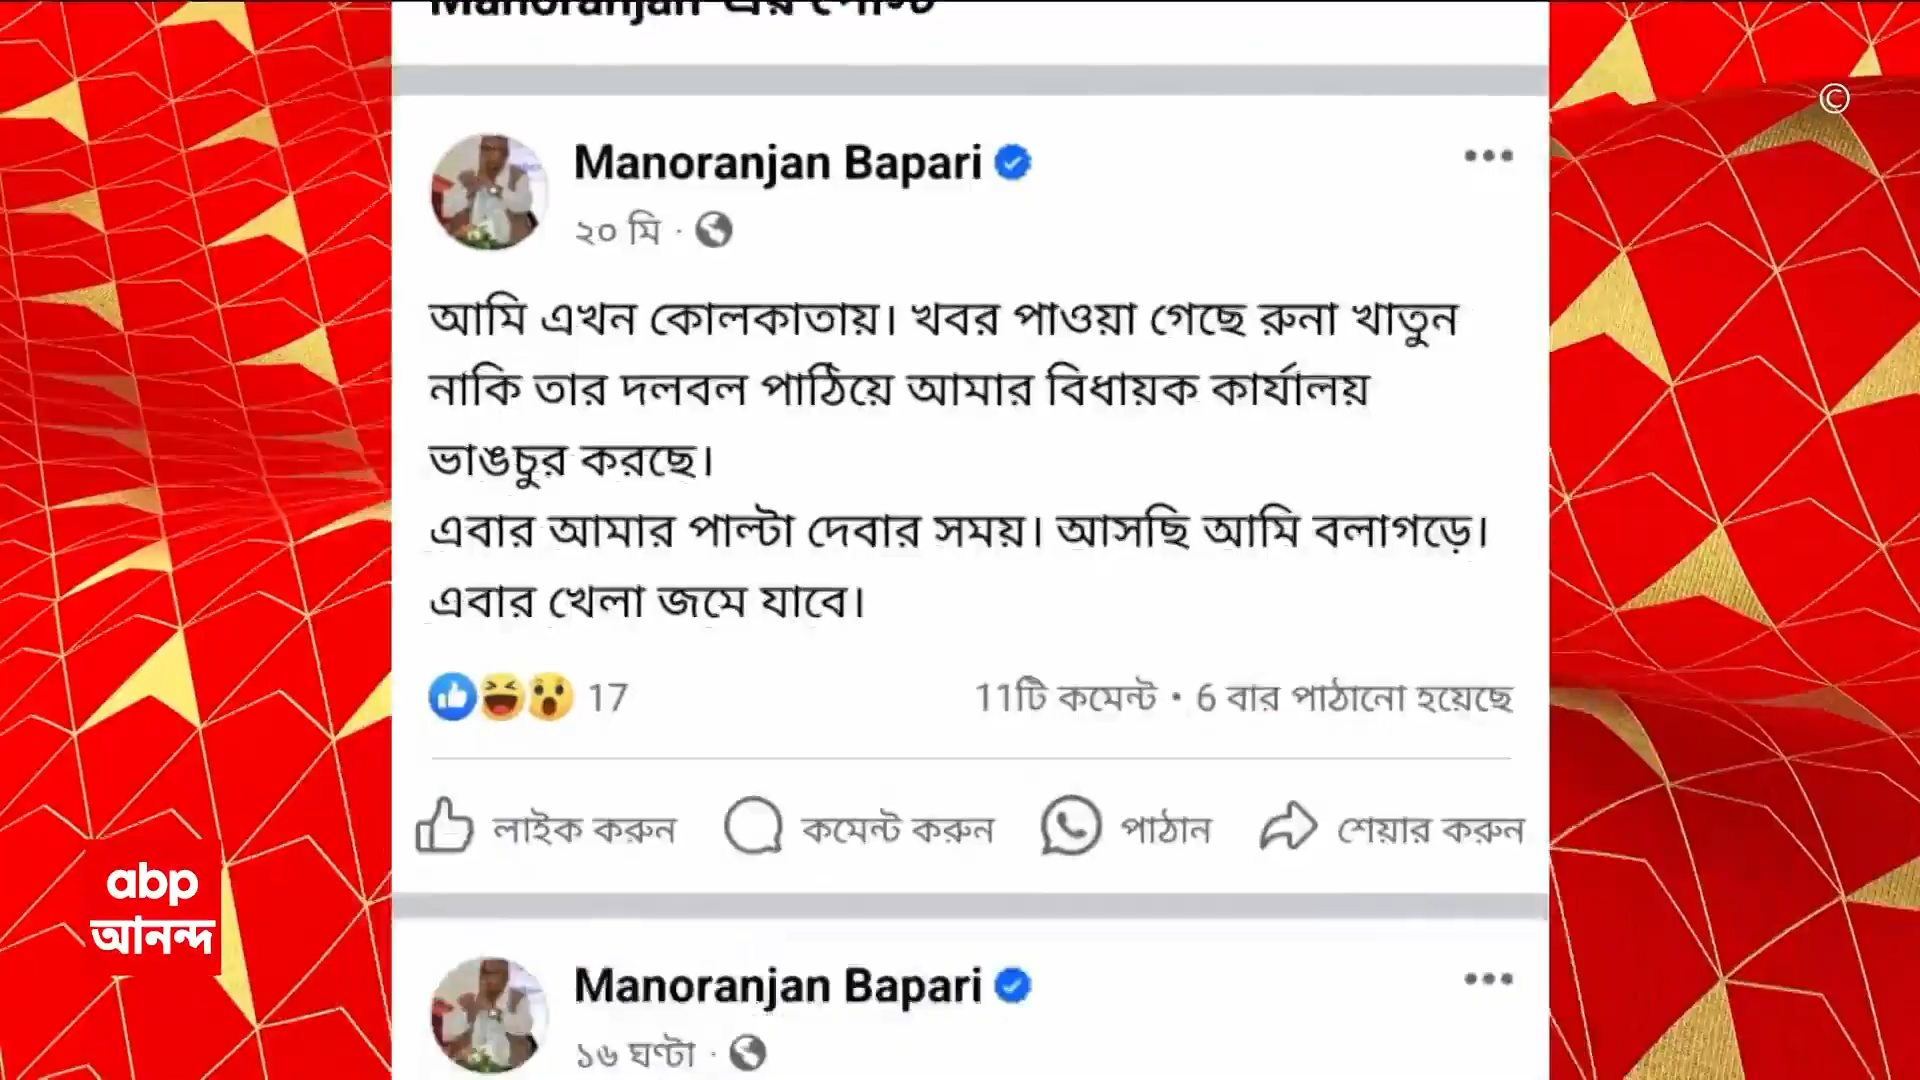 Manoranjan এর পোস্ট
©
Manoranjan Bapari
২০ মি ·
আমি এখন কোলকাতায়। খবর পাওয়া গেছে রুনা খাতুন
নাকি তার দলবল পাঠিয়ে আমার বিধায়ক কার্যালয়
ভাঙচুর করছে।
এবার আমার পাল্টা দেবার সময়। আসছি আমি বলাগড়ে।
এবার খেলা জমে যাবে।
17 11টি কমেন্ট • 6 বার পাঠানো হয়েছে
লাইক করুন কমেন্ট করুন পাঠান শেয়ার করুন
abp
আনন্দ
Manoranjan Bapari
১৬ ঘণ্টা ·